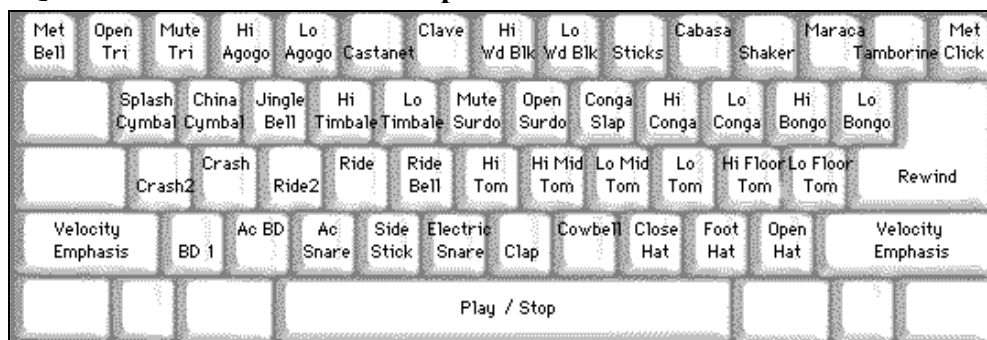 Met Bell Open Tri Mute Tri Hi Agogo Lo Agogo Castanet Clave Hi Wd Blk Lo Wd Blk Sticks Cabasa Shaker Maraca Tamborine Met Click
Splash Cymbal China Cymbal Jingle Bell Hi Timbale Lo Timbale Mute Surdo Open Surdo Conga Slap Hi Conga Lo Conga Hi Bongo Lo Bongo
Crash2 Crash Ride2 Ride Ride Bell Hi Tom Hi Mid Tom Lo Mid Tom Lo Tom Hi Floor Tom Lo Floor Tom Rewind
Velocity Emphasis BD 1 Ac BD Ac Snare Side Stick Electric Snare Clap Cowbell Close Hat Foot Hat Open Hat Velocity Emphasis
Play / Stop